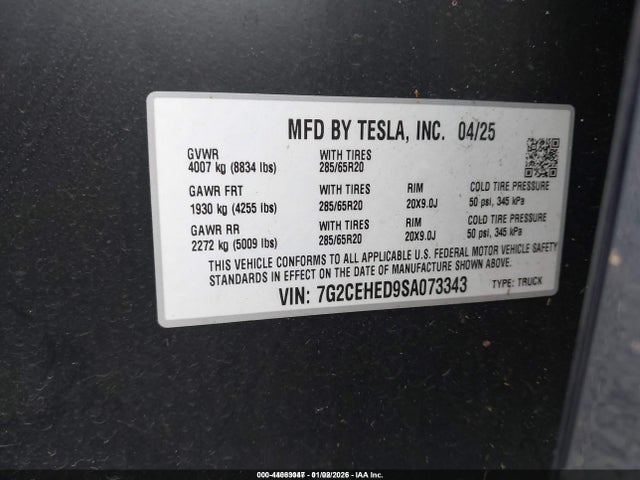 MFD BY TESLA, INC. 04/25
GVWR WITH TIRES
4007 kg (8834 lbs) 285/65R20
GAWR FRT WITH TIRES RIM COLD TIRE PRESSURE
1930 kg (4255 lbs) 285/65R20 20X9.0J 50 psi, 345 kPa
GAWR RR WITH TIRES RIM COLD TIRE PRESSURE
2272 kg (5009 lbs) 285/65R20 20X9.0J 50 psi, 345 kPa
THIS VEHICLE CONFORMS TO ALL APPLICABLE U.S. FEDERAL MOTOR VEHICLE SAFETY
STANDARDS IN EFFECT ON THE DATE OF MANUFACTURE SHOWN ABOVE.
VIN: 7G2CEHED9SA073343 TYPE: TRUCK
IAA Inc.